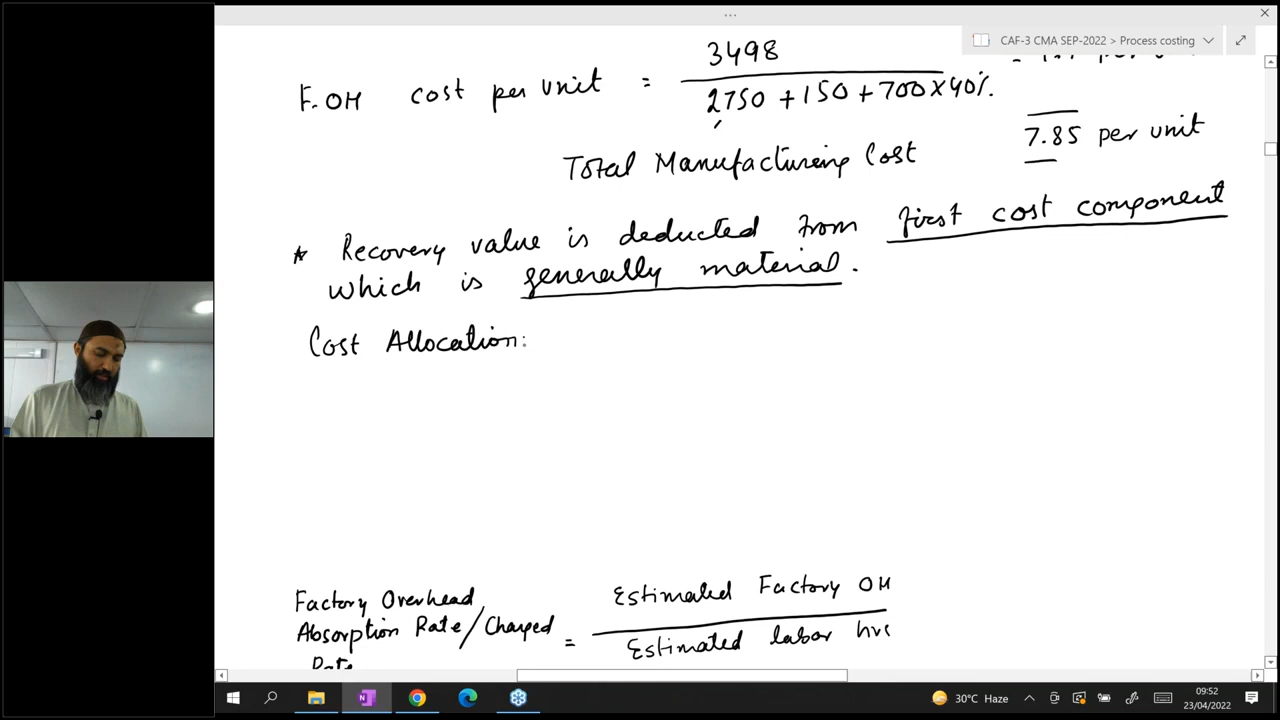 CAF-3 CMA SEP-2022 > Process costing
3498
F.OH cost per unit =
2750 + 150 + 700 x 40%.
7.85 per unit
Total Manufacturing Cost
* Recovery value is deducted from first cost component
which is generally material.
Cost Allocation:
Factory Overhead
Absorption Rate/Charged
Rate
=
Estimated Factory OH
Estimated labor hrs
30°C Haze
09:52
23/04/2022